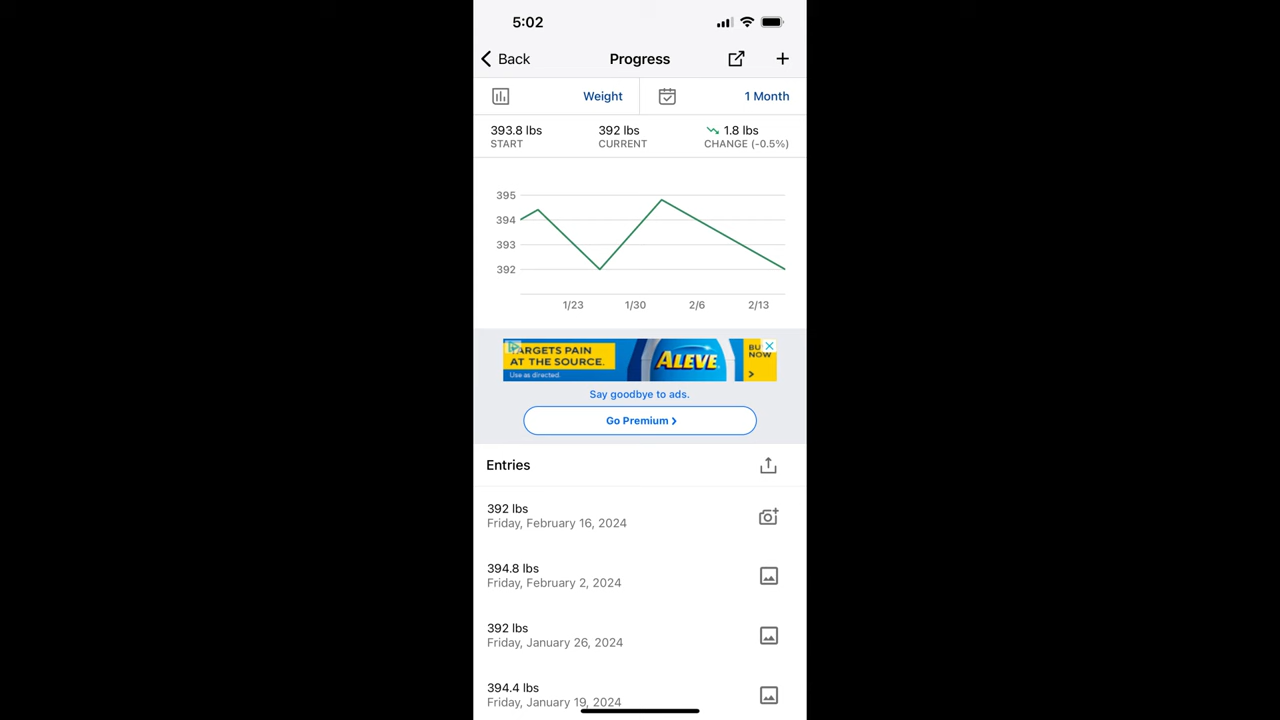 5:02
Back
Progress
Weight
1 Month
393.8 lbs
START
392 lbs
CURRENT
1.8 lbs
CHANGE (-0.5%)
395
394
393
392
1/23
1/30
2/6
2/13
TARGETS PAIN
AT THE SOURCE.
Use as directed.
ALEVE
BUY
NOW
Say goodbye to ads.
Go Premium
Entries
392 lbs
Friday, February 16, 2024
394.8 lbs
Friday, February 2, 2024
392 lbs
Friday, January 26, 2024
394.4 lbs
Friday, January 19, 2024